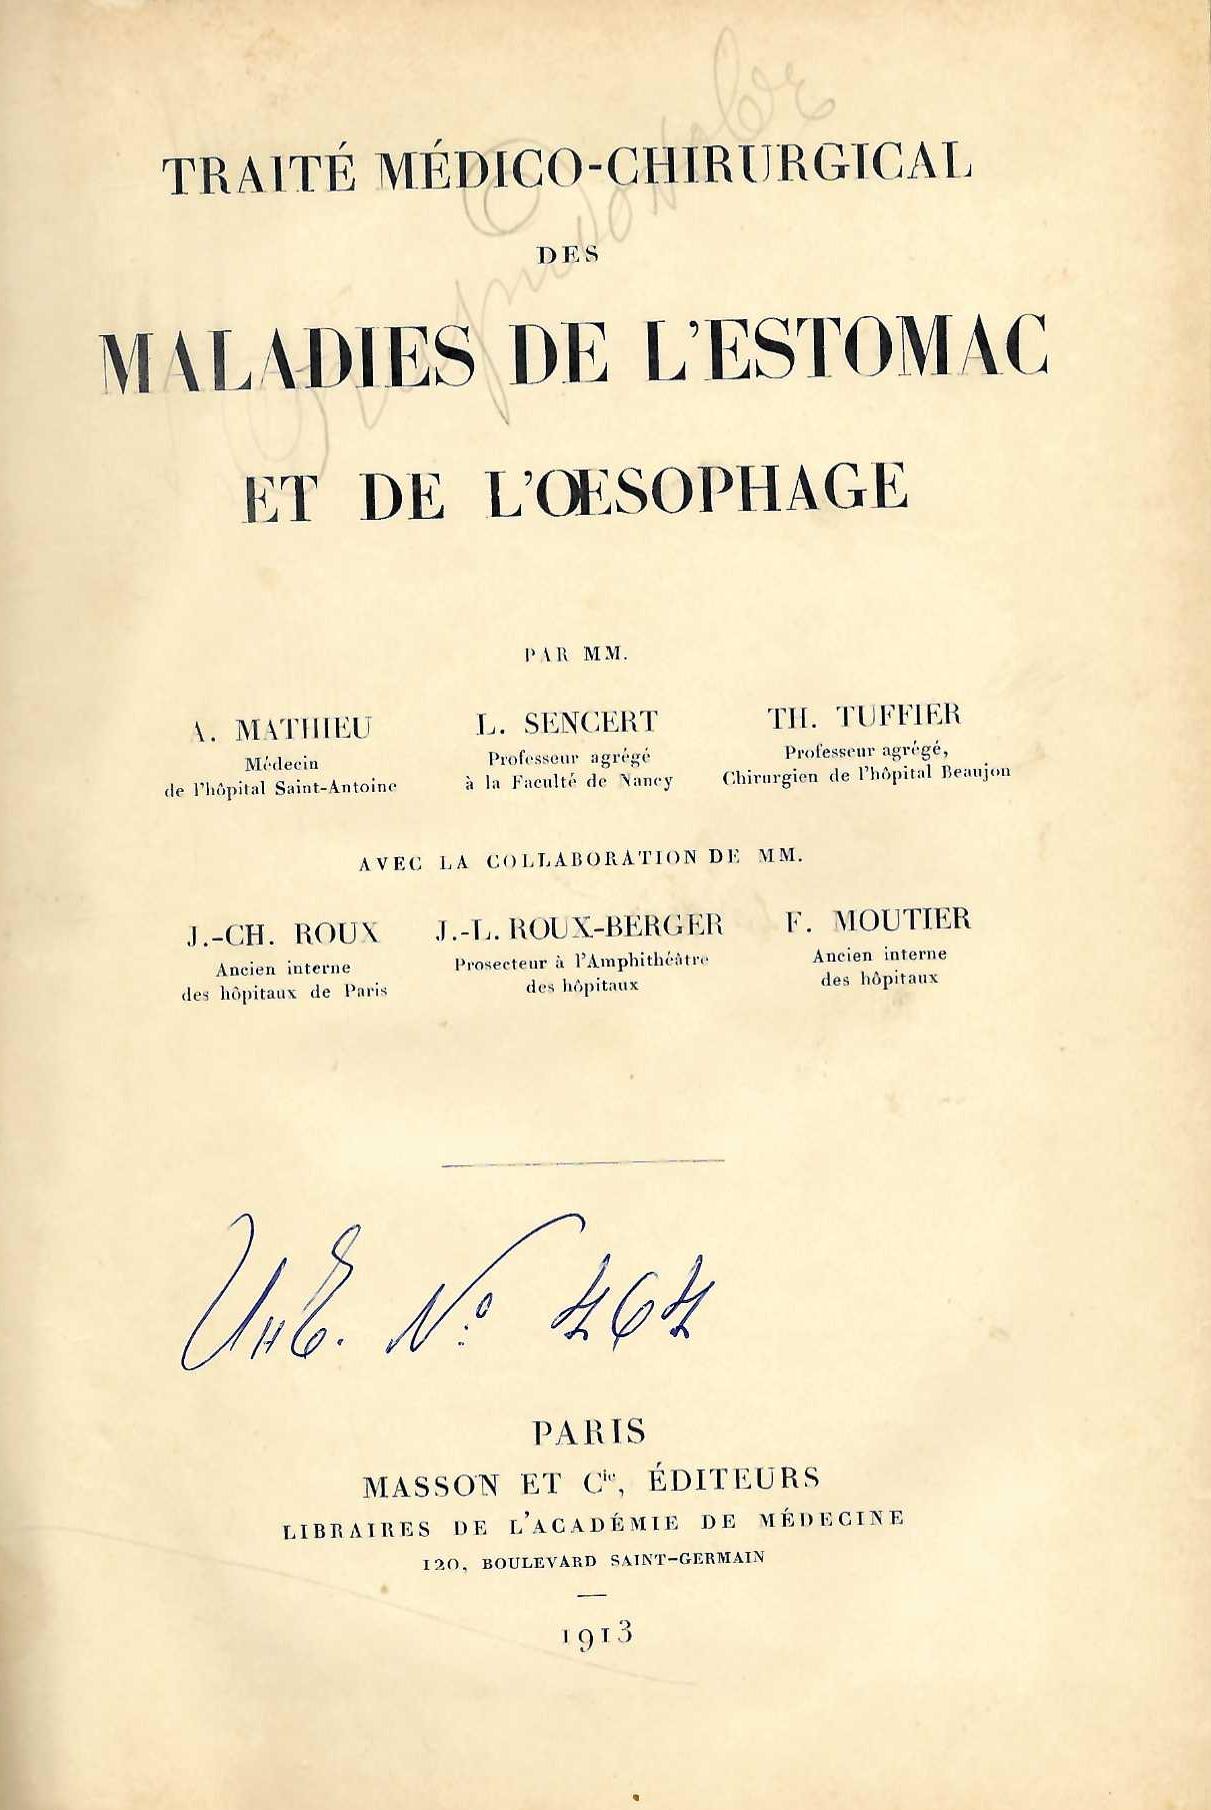 TRAITÉ MÉDICO-CHIRURGICAL
DES
MALADIES DE L'ESTOMAC
ET DE L'ŒSOPHAGE
PAR MM.
A. MATHIEU
Médecin
de l'hôpital Saint-Antoine
L. SENCERT
Professeur agrégé
à la Faculté de Nancy
TH. TUFFIER
Professeur agrégé,
Chirurgien de l'hôpital Beaujon
AVEC LA COLLABORATION DE MM.
J.-CH. ROUX
Ancien interne
des hôpitaux de Paris
J.-L. ROUX-BERGER
Prosecteur à l'Amphithéâtre
des hôpitaux
F. MOUTIER
Ancien interne
des hôpitaux
Инв. № 464
PARIS
MASSON ET Cie, ÉDITEURS
LIBRAIRES DE L'ACADÉMIE DE MÉDECINE
120, BOULEVARD SAINT-GERMAIN
1913